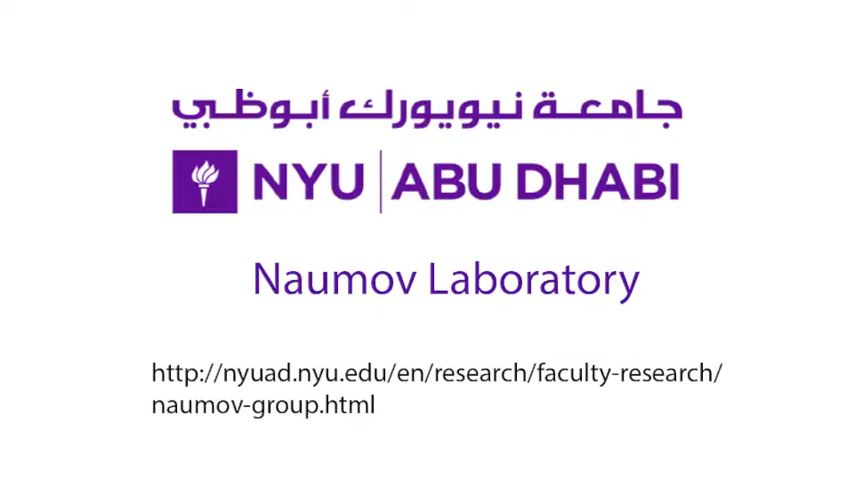 جامعة نيويورك أبوظبي
NYU | ABU DHABI
Naumov Laboratory
http://nyuad.nyu.edu/en/research/faculty-research/
naumov-group.html